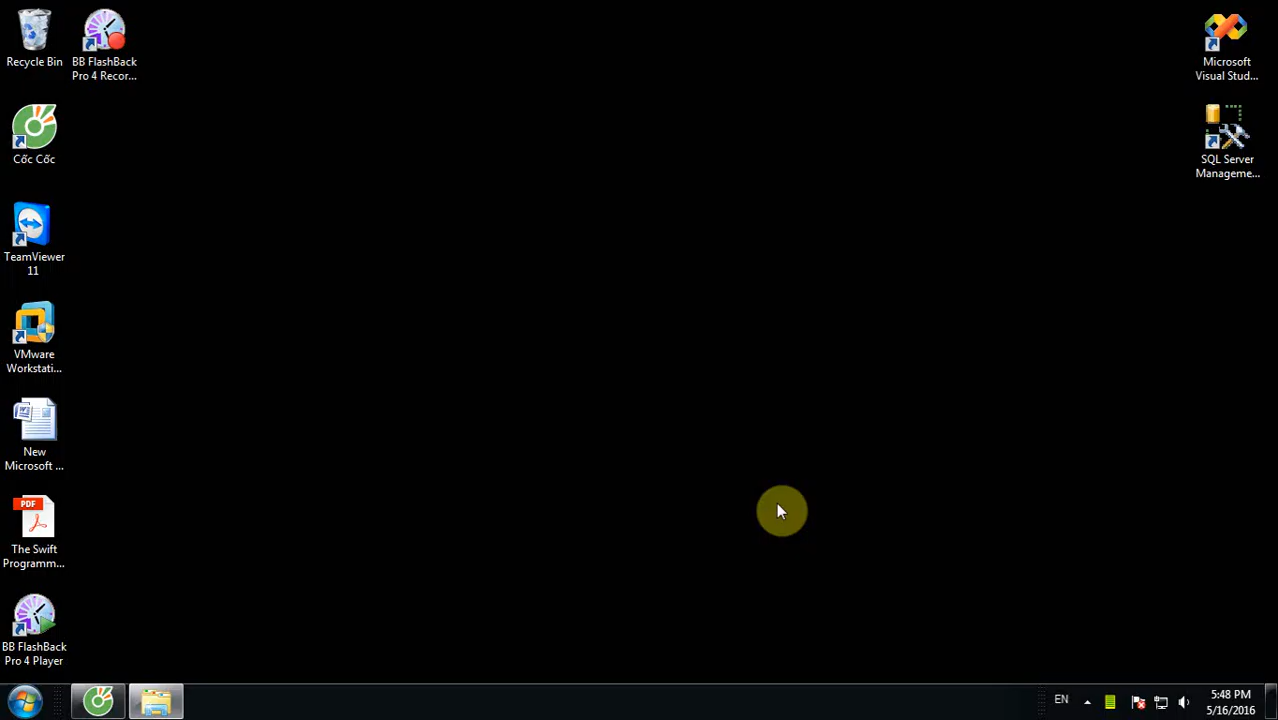 Recycle Bin
BB FlashBack
Pro 4 Recor...
Cốc Cốc
TeamViewer
11
VMware
Workstati...
New
Microsoft ...
PDF
The Swift
Programm...
BB FlashBack
Pro 4 Player
Microsoft
Visual Stud...
SQL Server
Manageme...
EN
5:48 PM
5/16/2016